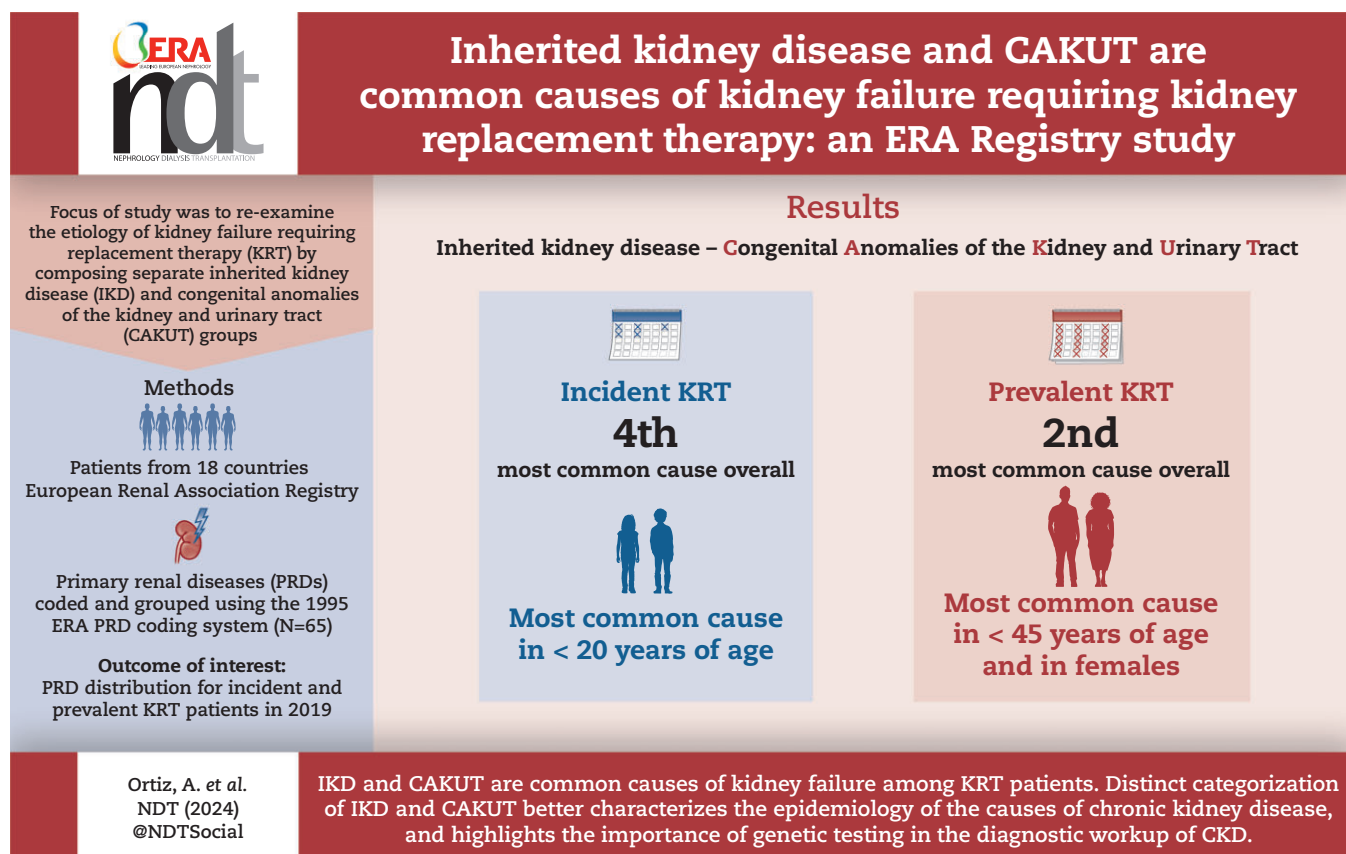 ERA
LEADING EUROPEAN NEPHROLOGY
ndt
NEPHROLOGY DIALYSIS TRANSPLANTATION
Inherited kidney disease and CAKUT are
common causes of kidney failure requiring kidney
replacement therapy: an ERA Registry study
Focus of study was to re-examine
the etiology of kidney failure requiring
replacement therapy (KRT) by
composing separate inherited kidney
disease (IKD) and congenital anomalies
of the kidney and urinary tract
(CAKUT) groups
Methods
Patients from 18 countries
European Renal Association Registry
Primary renal diseases (PRDs)
coded and grouped using the 1995
ERA PRD coding system (N=65)
Outcome of interest:
PRD distribution for incident and
prevalent KRT patients in 2019
Results
Inherited kidney disease – Congenital Anomalies of the Kidney and Urinary Tract
Incident KRT
4th
most common cause overall
Most common cause
in < 20 years of age
Prevalent KRT
2nd
most common cause overall
Most common cause
in < 45 years of age
and in females
Ortiz, A. et al.
NDT (2024)
@NDTSocial
IKD and CAKUT are common causes of kidney failure among KRT patients. Distinct categorization
of IKD and CAKUT better characterizes the epidemiology of the causes of chronic kidney disease,
and highlights the importance of genetic testing in the diagnostic workup of CKD.